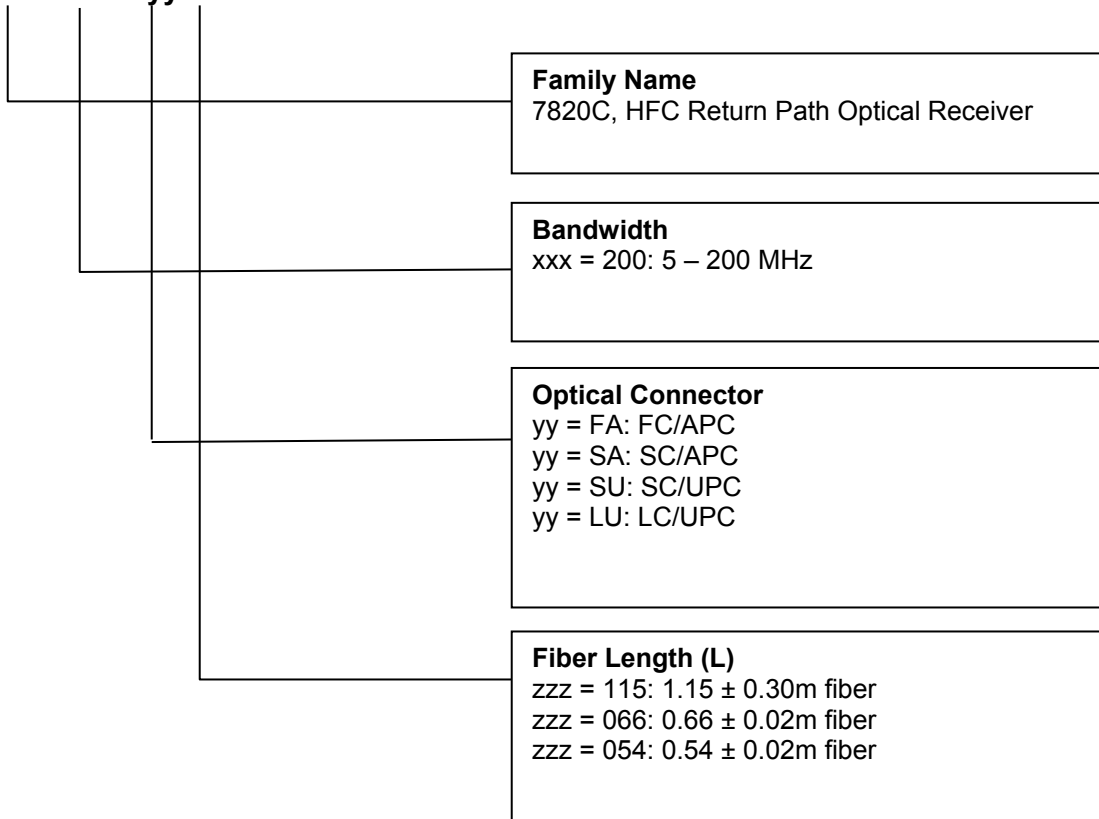 Family Name
7820C, HFC Return Path Optical Receiver
Bandwidth
xxx = 200: 5 – 200 MHz
Optical Connector
yy = FA: FC/APC
yy = SA: SC/APC
yy = SU: SC/UPC
yy = LU: LC/UPC
Fiber Length (L)
zzz = 115: 1.15 ± 0.30m fiber
zzz = 066: 0.66 ± 0.02m fiber
zzz = 054: 0.54 ± 0.02m fiber